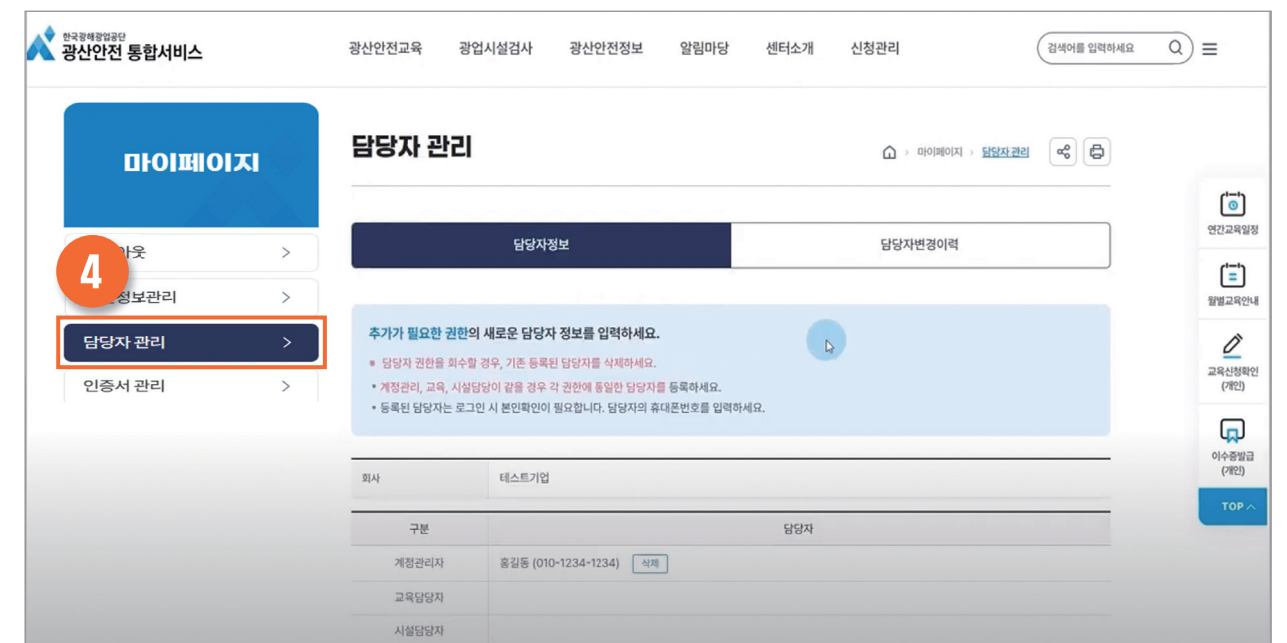 한국광해광업공단
광산안전 통합서비스
광산안전교육 광업시설검사 광산안전정보 알림마당 센터소개 신청관리
검색어를 입력하세요
마이페이지
아웃
정보관리
담당자 관리
인증서 관리
4
담당자 관리
마이페이지 > 담당자 관리
담당자정보 담당자변경이력
추가가 필요한 권한의 새로운 담당자 정보를 입력하세요.
* 담당자 권한을 회수할 경우, 기존 등록된 담당자를 삭제하세요.
* 계정관리, 교육, 시설담당이 같을 경우 각 권한에 동일한 담당자를 등록하세요.
* 등록된 담당자는 로그인 시 본인확인이 필요합니다. 담당자의 휴대폰번호를 입력하세요.
회사 테스트기업
구분 담당자
계정관리자 홍길동 (010-1234-1234) 삭제
교육담당자
시설담당자
연간교육일정
월별교육안내
교육신청확인
(개인)
이수증발급
(개인)
TOP